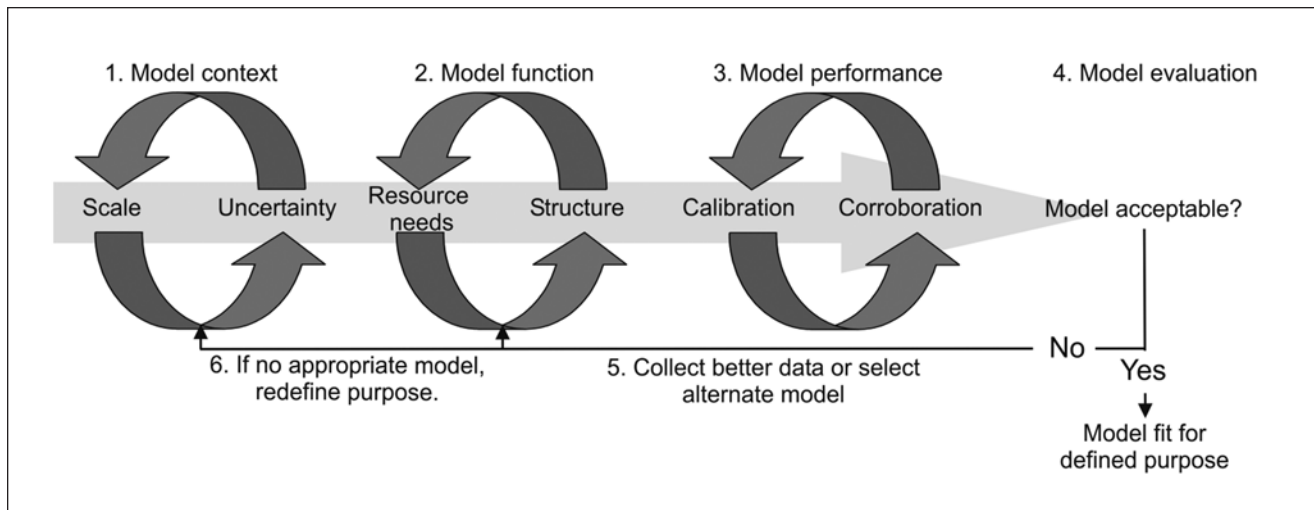 1. Model context
2. Model function
3. Model performance
4. Model evaluation
Scale
Uncertainty
Resource
needs
Structure
Calibration
Corroboration
Model acceptable?
No
Yes
6. If no appropriate model,
redefine purpose.
5. Collect better data or select
alternate model
Model fit for
defined purpose